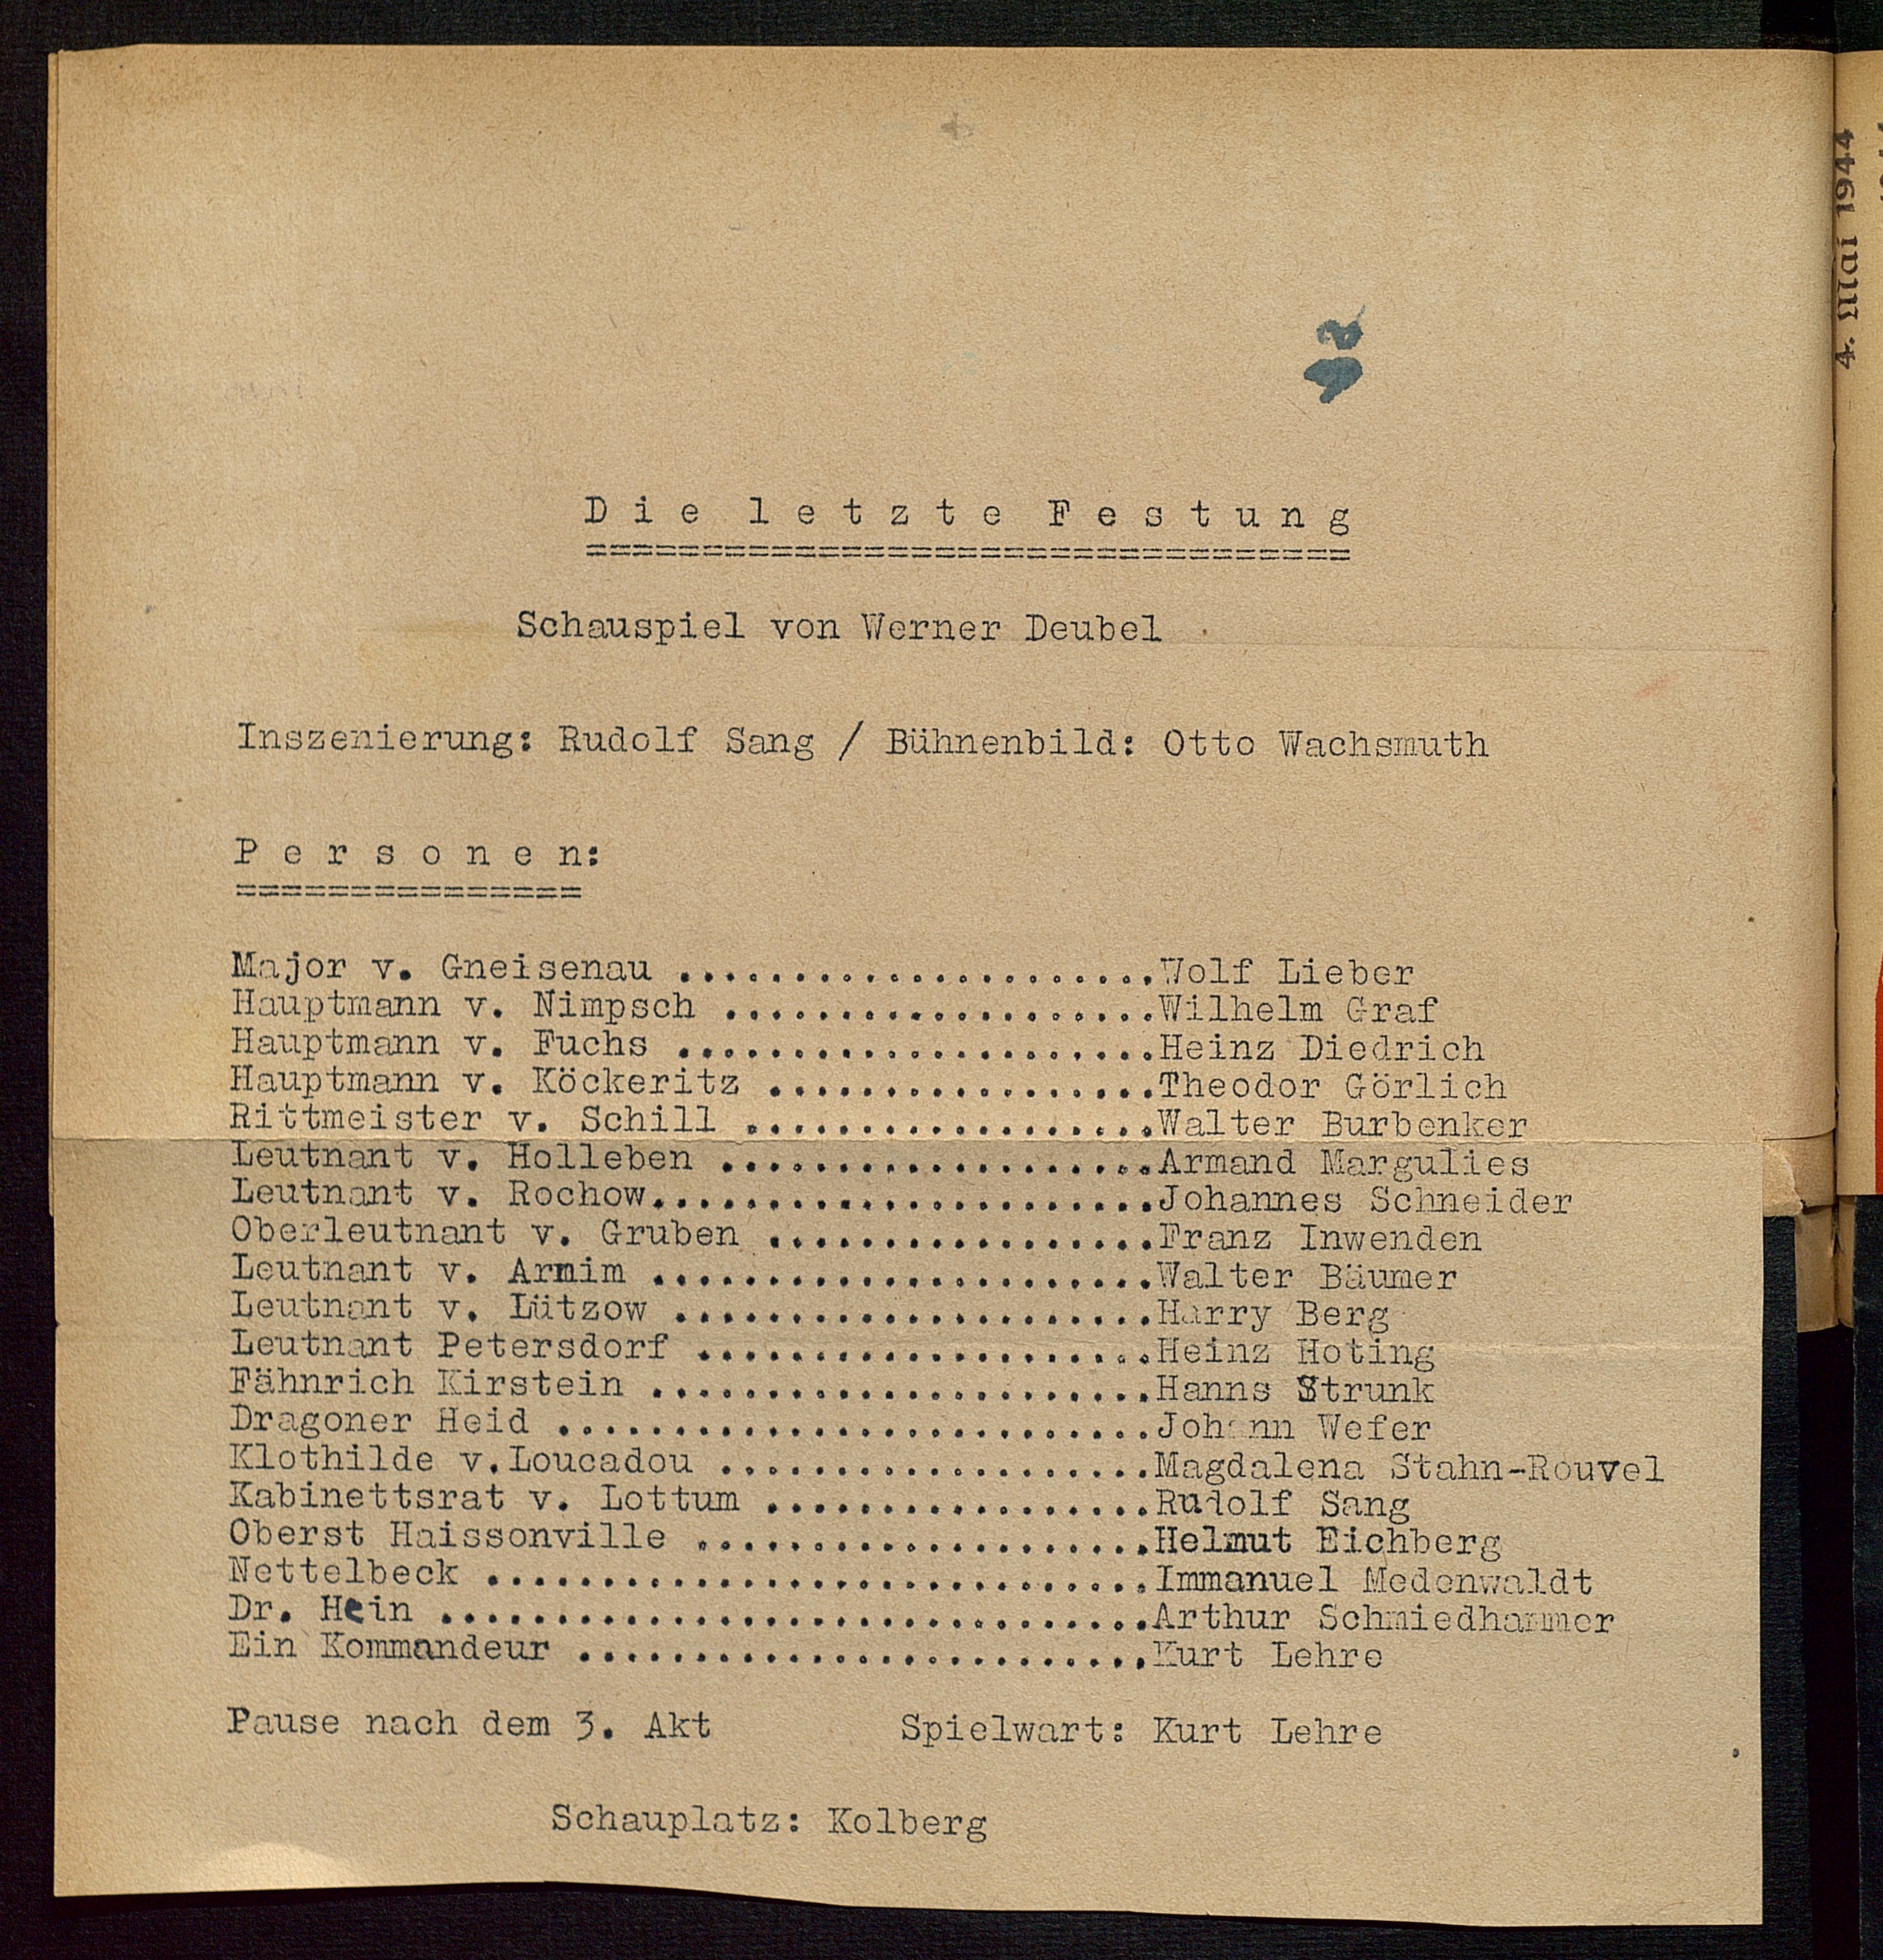 D i e  l e t z t e  F e s t u n g
=================================
Schauspiel von Werner Deubel
Inszenierung: Rudolf Sang / Bühnenbild: Otto Wachsmuth
P e r s o n e n:
===============
Major v. Gneisenau .....................Wolf Lieber
Hauptmann v. Nimpsch ...................Wilhelm Graf
Hauptmann v. Fuchs .....................Heinz Diedrich
Hauptmann v. Köckeritz .................Theodor Görlich
Rittmeister v. Schill ..................Walter Burbenker
Leutnant v. Holleben ...................Armand Margulies
Leutnant v. Rochow......................Johannes Schneider
Oberleutnant v. Gruben .................Franz Inwenden
Leutnant v. Arnim ......................Walter Bäumer
Leutnant v. Lützow .....................Harry Berg
Leutnant Petersdorf ....................Heinz Hoting
Fähnrich Kirstein ......................Hanns Strunk
Dragoner Heid ..........................Johann Wefer
Klothilde v.Loucadou ...................Magdalena Stahn-Rouvel
Kabinettsrat v. Lottum .................Rudolf Sang
Oberst Haissonville ....................Helmut Eichberg
Nettelbeck .............................Immanuel Medenwaldt
Dr. Hein ...............................Arthur Schmiedhammer
Ein Kommandeur .........................Kurt Lehre
Pause nach dem 3. Akt Spielwart: Kurt Lehre
Schauplatz: Kolberg
4. Mai 1944